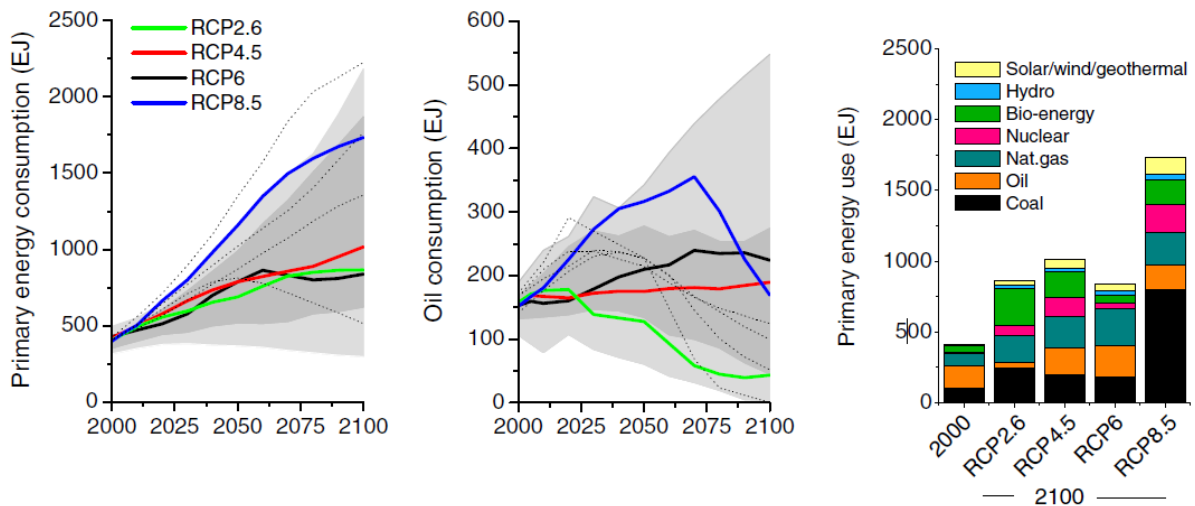 Primary energy consumption (EJ)
2500
2000
1500
1000
500
0
2000 2025 2050 2075 2100
RCP2.6
RCP4.5
RCP6
RCP8.5
Oil consumption (EJ)
600
500
400
300
200
100
0
2000 2025 2050 2075 2100
Primary energy use (EJ)
2500
2000
1500
1000
500
0
Solar/wind/geothermal
Hydro
Bio-energy
Nuclear
Nat.gas
Oil
Coal
2000 RCP2.6 RCP4.5 RCP6 RCP8.5
2100